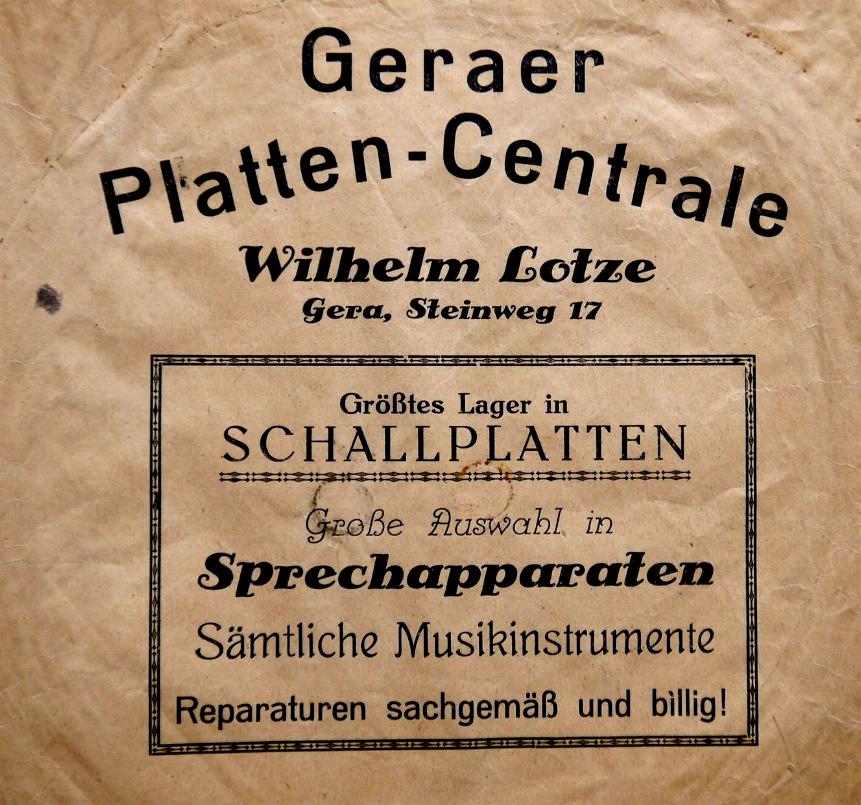 Geraer
Platten-Centrale
Wilhelm Lotze
Gera, Steinweg 17
Größtes Lager in
SCHALLPLATTEN
Große Auswahl in
Sprechapparaten
Sämtliche Musikinstrumente
Reparaturen sachgemäß und billig!